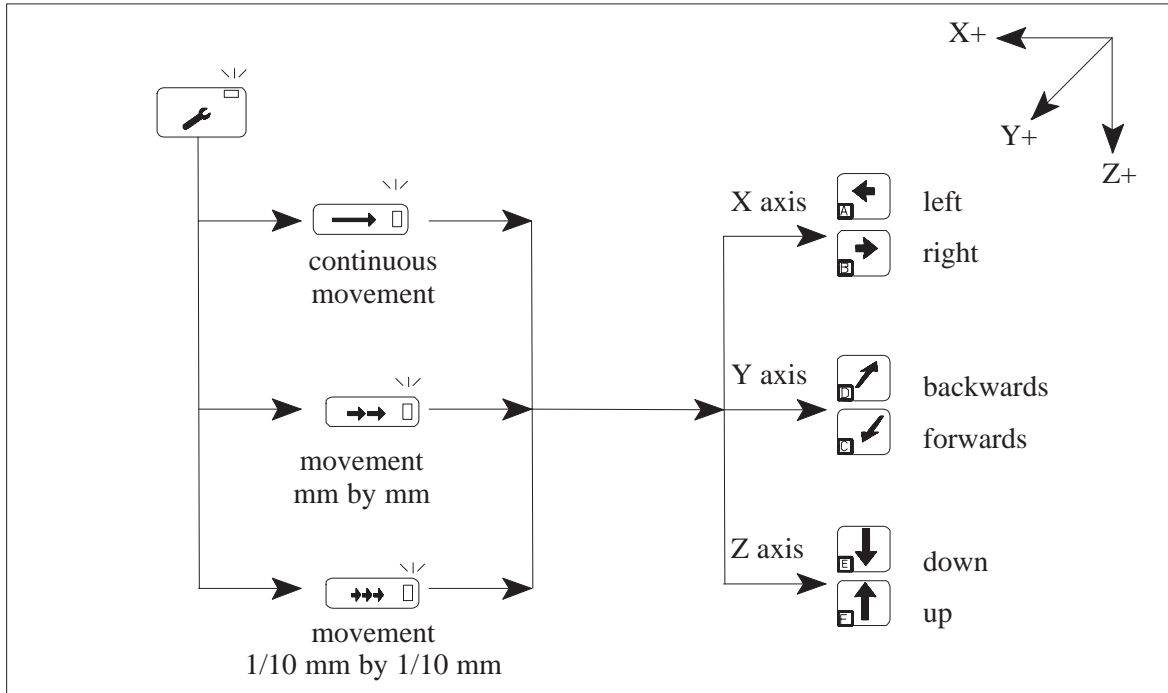 X+
Y+
Z+
X axis
A
left
B
right
continuous
movement
Y axis
D
backwards
C
forwards
movement
mm by mm
Z axis
E
down
F
up
movement
1/10 mm by 1/10 mm